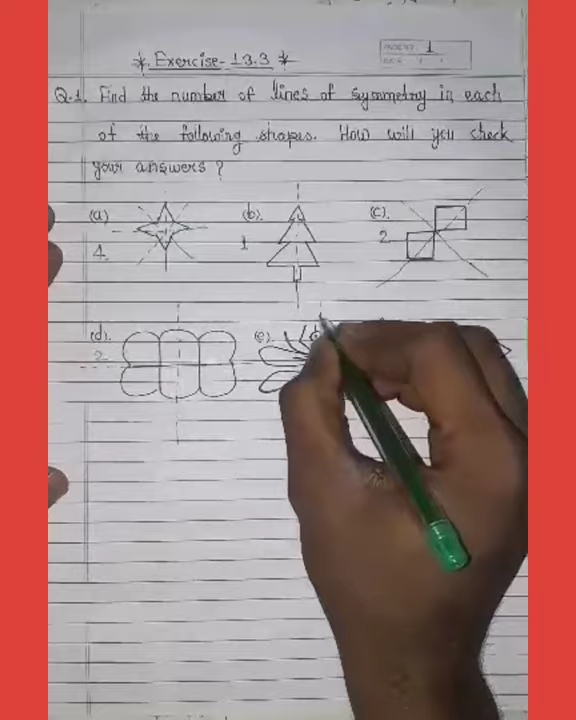 * Exercise- 13.3 *
1
Q.1. Find the number of lines of symmetry in each
of the following shapes. How will you check
your answers ?
(a) (b). (c).
4. 1 2.
(d). (e).
2